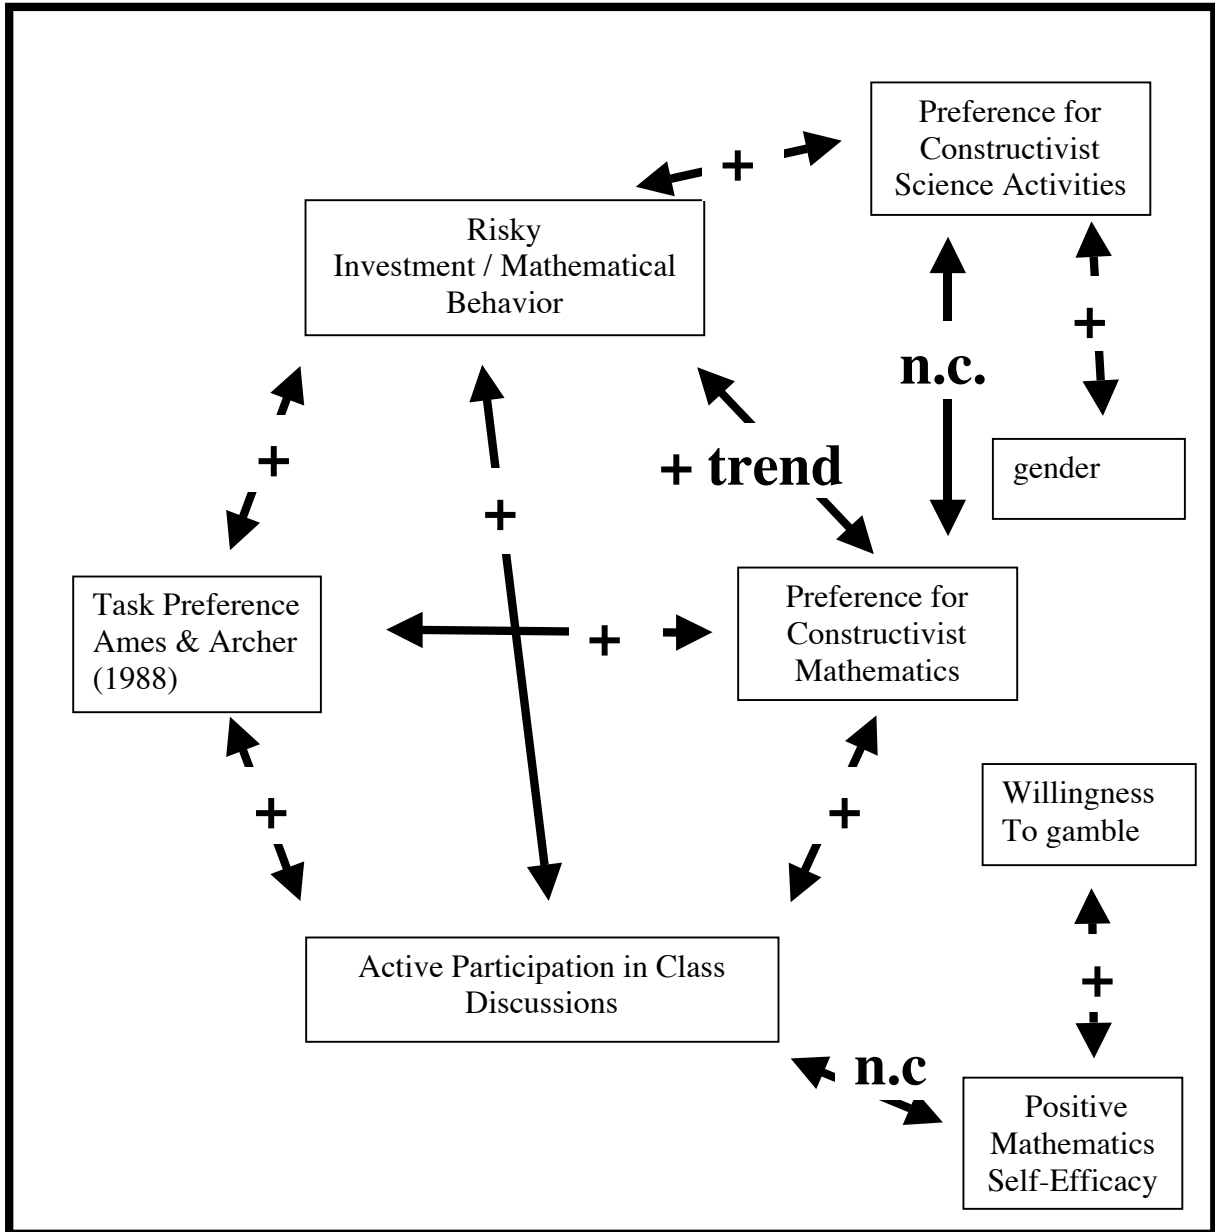 Preference for
Constructivist
Science Activities
+
Risky
Investment / Mathematical
Behavior
+
n.c.
+
+ trend
gender
+
Task Preference
Ames & Archer
(1988)
+
Preference for
Constructivist
Mathematics
+
+
Willingness
To gamble
Active Participation in Class
Discussions
+
n.c
Positive
Mathematics
Self-Efficacy